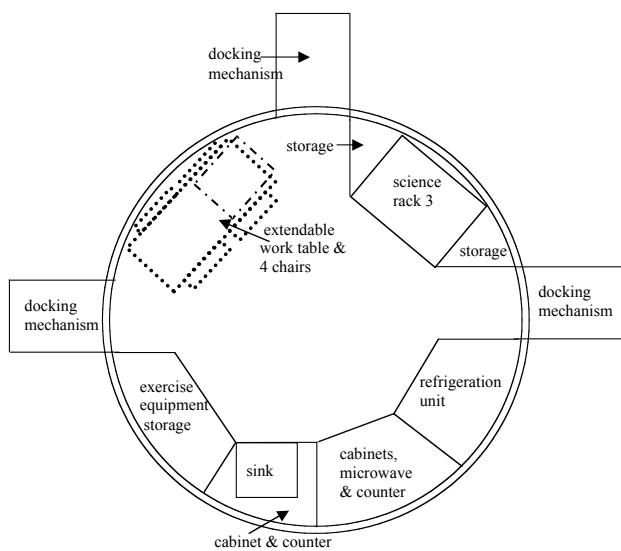 docking
mechanism
storage
science
rack 3
extendable
work table &
4 chairs
storage
docking
mechanism
docking
mechanism
exercise
equipment
storage
refrigeration
unit
cabinets,
microwave
& counter
sink
cabinet & counter